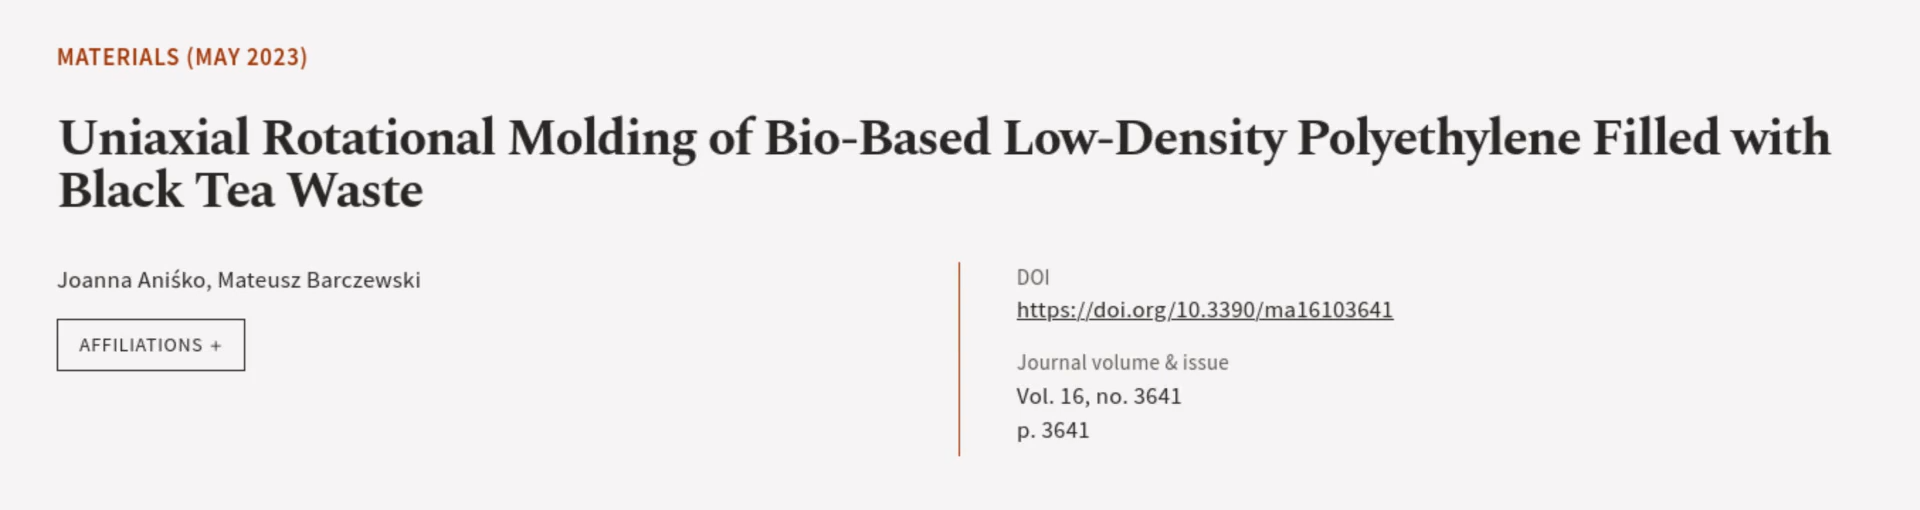 MATERIALS (MAY 2023)
Uniaxial Rotational Molding of Bio-Based Low-Density Polyethylene Filled with
Black Tea Waste
Joanna Aniśko, Mateusz Barczewski
AFFILIATIONS +
DOI
https://doi.org/10.3390/ma16103641
Journal volume & issue
Vol. 16, no. 3641
p. 3641